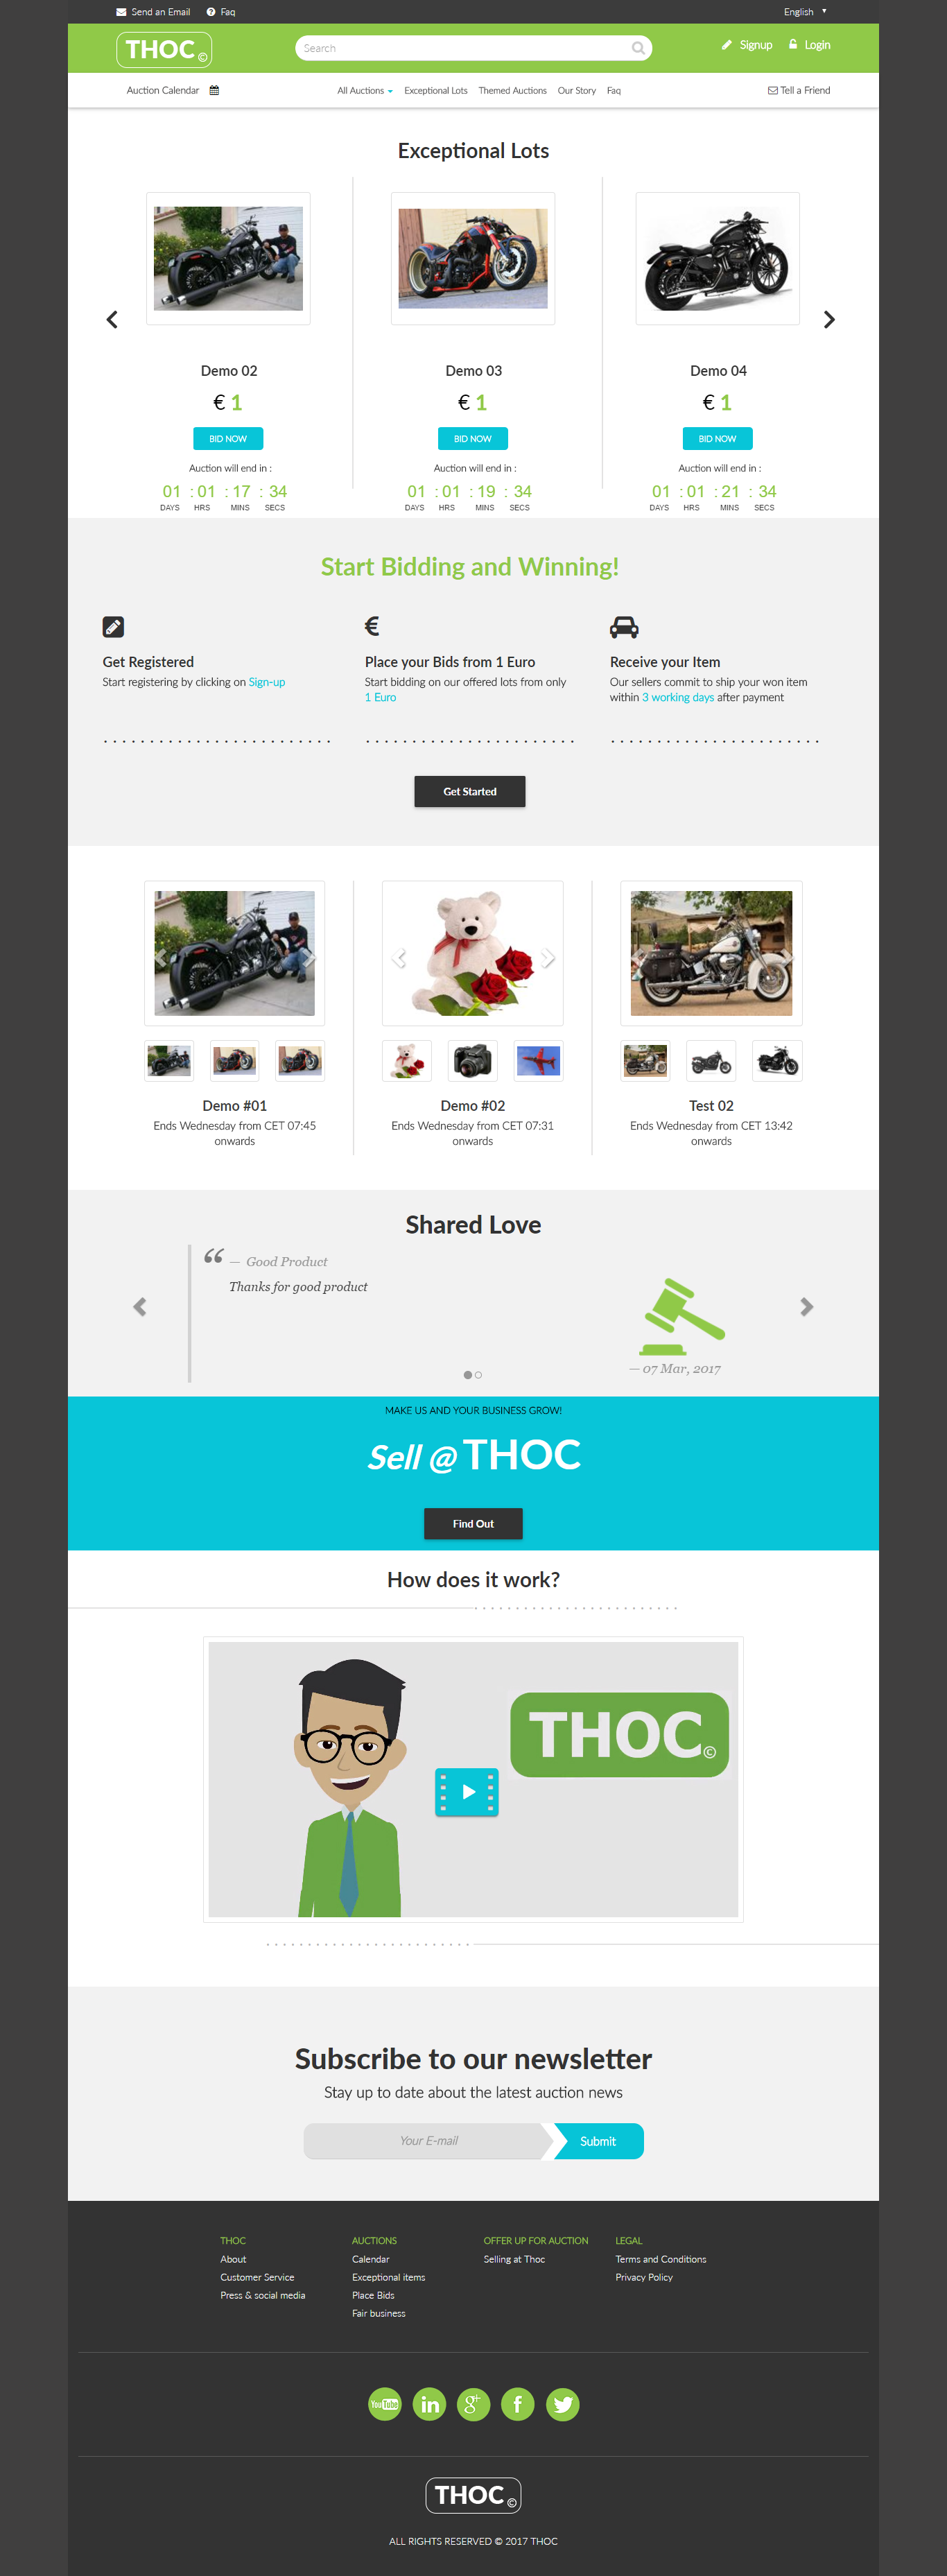 Send an Email Faq English
THOC ©
Search
Signup Login
Auction Calendar All Auctions Exceptional Lots Themed Auctions Our Story Faq Tell a Friend
Exceptional Lots
Demo 02
€ 1
BID NOW
Auction will end in :
01 : 01 : 17 : 34
DAYS HRS MINS SECS
Demo 03
€ 1
BID NOW
Auction will end in :
01 : 01 : 19 : 34
DAYS HRS MINS SECS
Demo 04
€ 1
BID NOW
Auction will end in :
01 : 01 : 21 : 34
DAYS HRS MINS SECS
Start Bidding and Winning!
Get Registered
Start registering by clicking on Sign-up
€
Place your Bids from 1 Euro
Start bidding on our offered lots from only
1 Euro
Receive your Item
Our sellers commit to ship your won item
within 3 working days after payment
Get Started
Demo #01
Ends Wednesday from CET 07:45
onwards
Demo #02
Ends Wednesday from CET 07:31
onwards
Test 02
Ends Wednesday from CET 13:42
onwards
Shared Love
“ — Good Product
Thanks for good product
— 07 Mar, 2017
MAKE US AND YOUR BUSINESS GROW!
Sell @ THOC
Find Out
How does it work?
THOC ©
Subscribe to our newsletter
Stay up to date about the latest auction news
Your E-mail Submit
THOC
About
Customer Service
Press & social media
AUCTIONS
Calendar
Exceptional items
Place Bids
Fair business
OFFER UP FOR AUCTION
Selling at Thoc
LEGAL
Terms and Conditions
Privacy Policy
YouTube in g+ f
THOC ©
ALL RIGHTS RESERVED © 2017 THOC